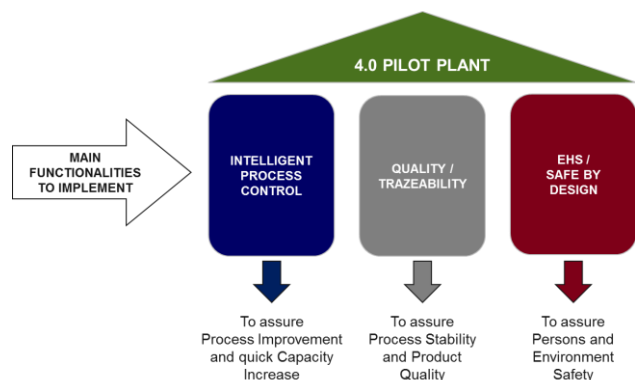 4.0 PILOT PLANT
MAIN
FUNCTIONALITIES
TO IMPLEMENT
INTELLIGENT
PROCESS
CONTROL
QUALITY /
TRAZEABILITY
EHS /
SAFE BY
DESIGN
To assure
Process Improvement
and quick Capacity
Increase
To assure
Process Stability
and Product
Quality
To assure
Persons and
Environment
Safety